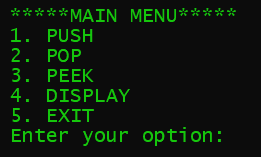 *****MAIN MENU*****
1. PUSH
2. POP
3. PEEK
4. DISPLAY
5. EXIT
Enter your option: